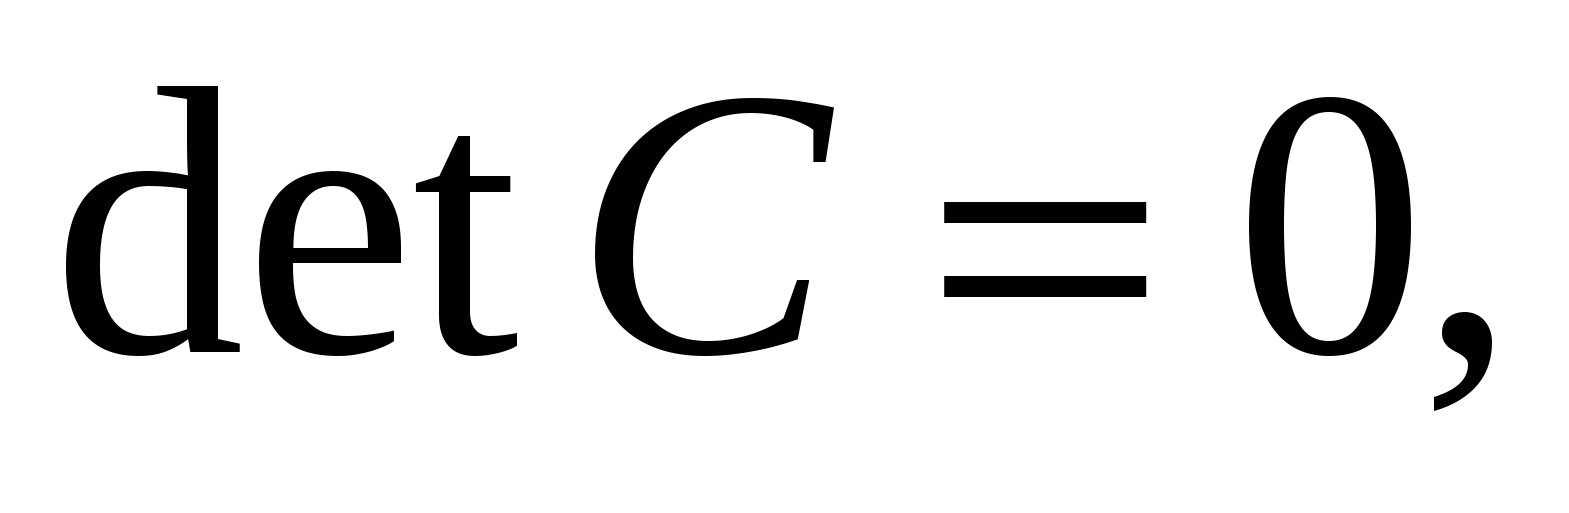 det C = 0,